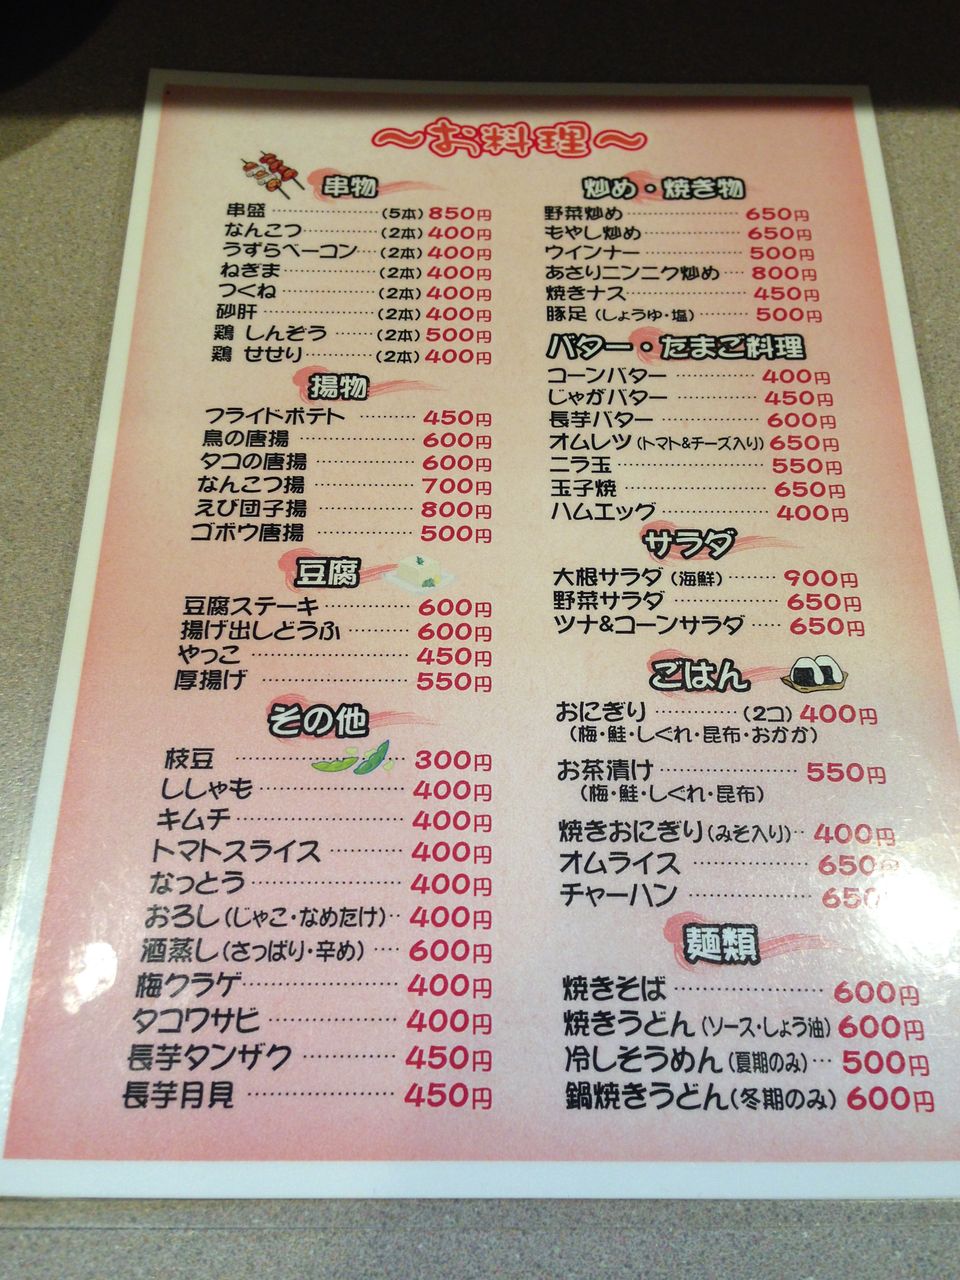 〜お料理〜
串物
串盛 (5本) 850円
なんこつ (2本) 400円
うずらベーコン (2本) 400円
ねぎま (2本) 400円
つくね (2本) 400円
砂肝 (2本) 400円
鶏 しんぞう (2本) 500円
鶏 せせり (2本) 400円
揚物
フライドポテト 450円
鳥の唐揚 600円
タコの唐揚 600円
なんこつ揚 700円
えび団子揚 800円
ゴボウ唐揚 500円
豆腐
豆腐ステーキ 600円
揚げ出しどうふ 600円
やっこ 450円
厚揚げ 550円
その他
枝豆 300円
ししゃも 400円
キムチ 400円
トマトスライス 400円
なっとう 400円
おろし(じゃこ・なめたけ) 400円
酒蒸し(さっぱり・辛め) 600円
梅クラゲ 400円
タコワサビ 400円
長芋タンザク 450円
長芋月見 450円
炒め・焼き物
野菜炒め 650円
もやし炒め 650円
ウインナー 500円
あさりニンニク炒め 800円
焼きナス 450円
豚足(しょうゆ・塩) 500円
バター・たまご料理
コーンバター 400円
じゃがバター 450円
長芋バター 600円
オムレツ(トマト&チーズ入り) 650円
ニラ玉 550円
玉子焼 650円
ハムエッグ 400円
サラダ
大根サラダ(海鮮) 900円
野菜サラダ 650円
ツナ&コーンサラダ 650円
ごはん
おにぎり (2コ) 400円
(梅・鮭・しぐれ・昆布・おかか)
お茶漬け 550円
(梅・鮭・しぐれ・昆布)
焼きおにぎり(みそ入り) 400円
オムライス 650円
チャーハン 650
麺類
焼きそば 600円
焼きうどん(ソース・しょう油) 600円
冷しそうめん(夏期のみ) 500円
鍋焼きうどん(冬期のみ) 600円